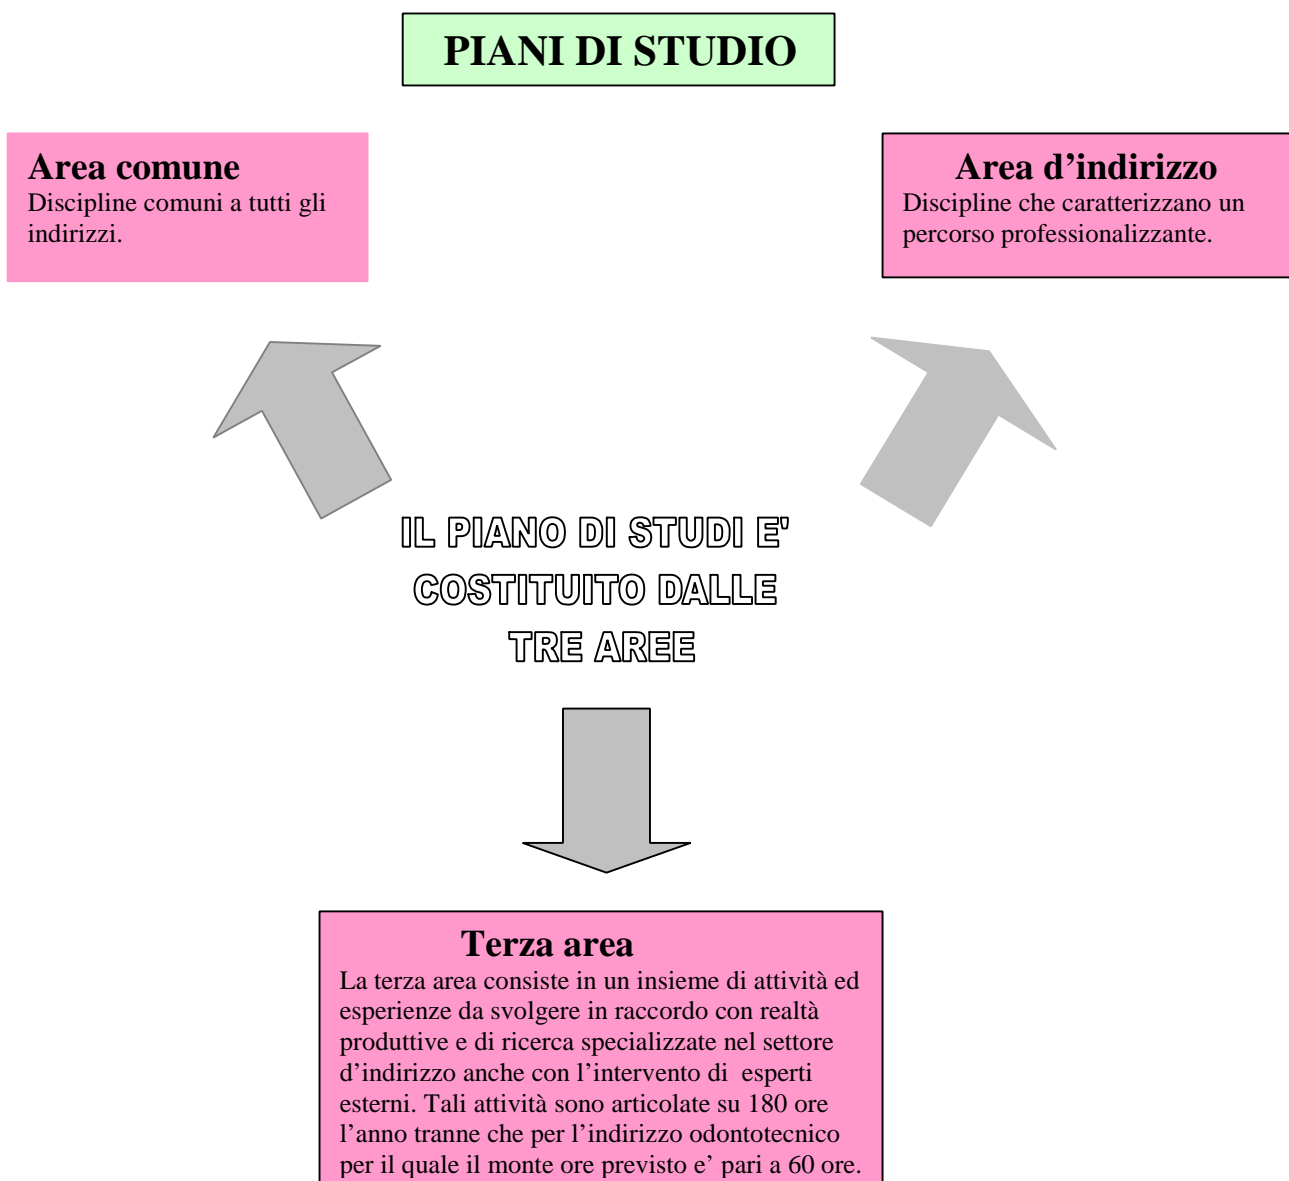 PIANI DI STUDIO
Area comune
Discipline comuni a tutti gli
indirizzi.
Area d’indirizzo
Discipline che caratterizzano un
percorso professionalizzante.
IL PIANO DI STUDI E'
COSTITUITO DALLE
TRE AREE
Terza area
La terza area consiste in un insieme di attività ed
esperienze da svolgere in raccordo con realtà
produttive e di ricerca specializzate nel settore
d’indirizzo anche con l’intervento di  esperti
esterni. Tali attività sono articolate su 180 ore
l’anno tranne che per l’indirizzo odontotecnico
per il quale il monte ore previsto e’ pari a 60 ore.